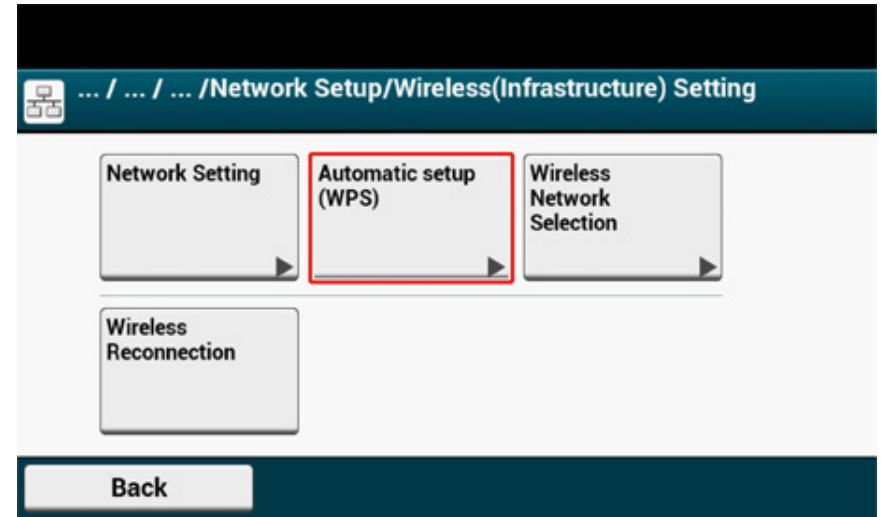 ... / ... / ... /Network Setup/Wireless(Infrastructure) Setting
Network Setting
Automatic setup
(WPS)
Wireless
Network
Selection
Wireless
Reconnection
Back